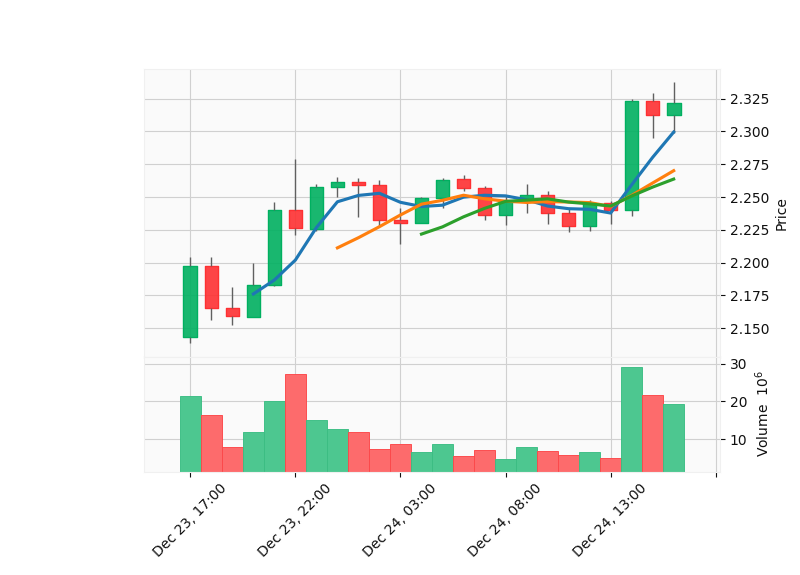 2.325
2.300
2.275
2.250
2.225
2.200
2.175
2.150
Price
30
20
10
Volume 10⁶
Dec 23, 17:00
Dec 23, 22:00
Dec 24, 03:00
Dec 24, 08:00
Dec 24, 13:00